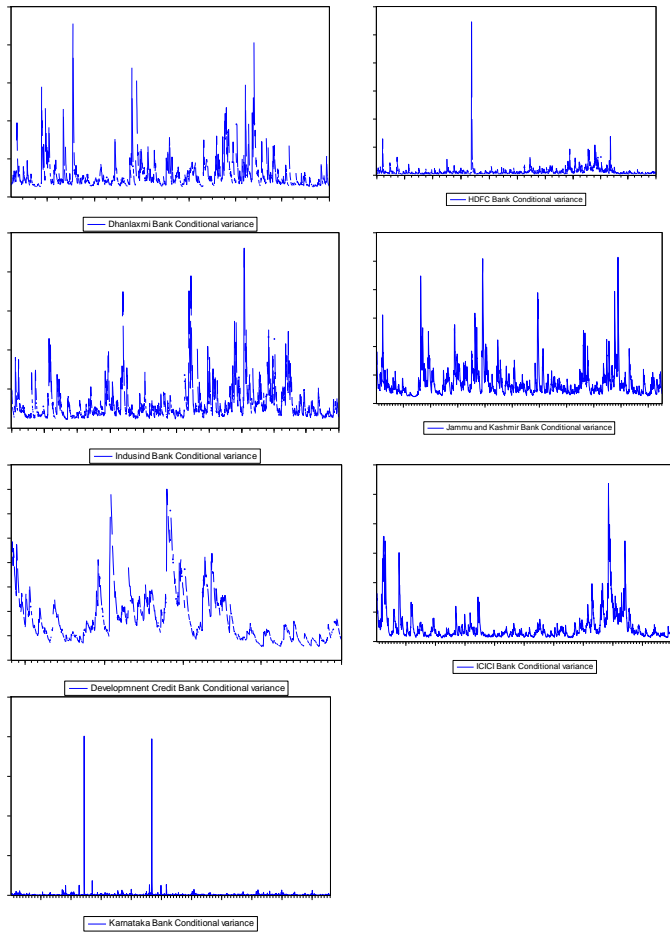 Dhanlaxmi Bank Conditional variance
HDFC Bank Conditional variance
Indusind Bank Conditional variance
Jammu and Kashmir Bank Conditional variance
Developmnent Credit Bank Conditional variance
ICICI Bank Conditional variance
Karnataka Bank Conditional variance